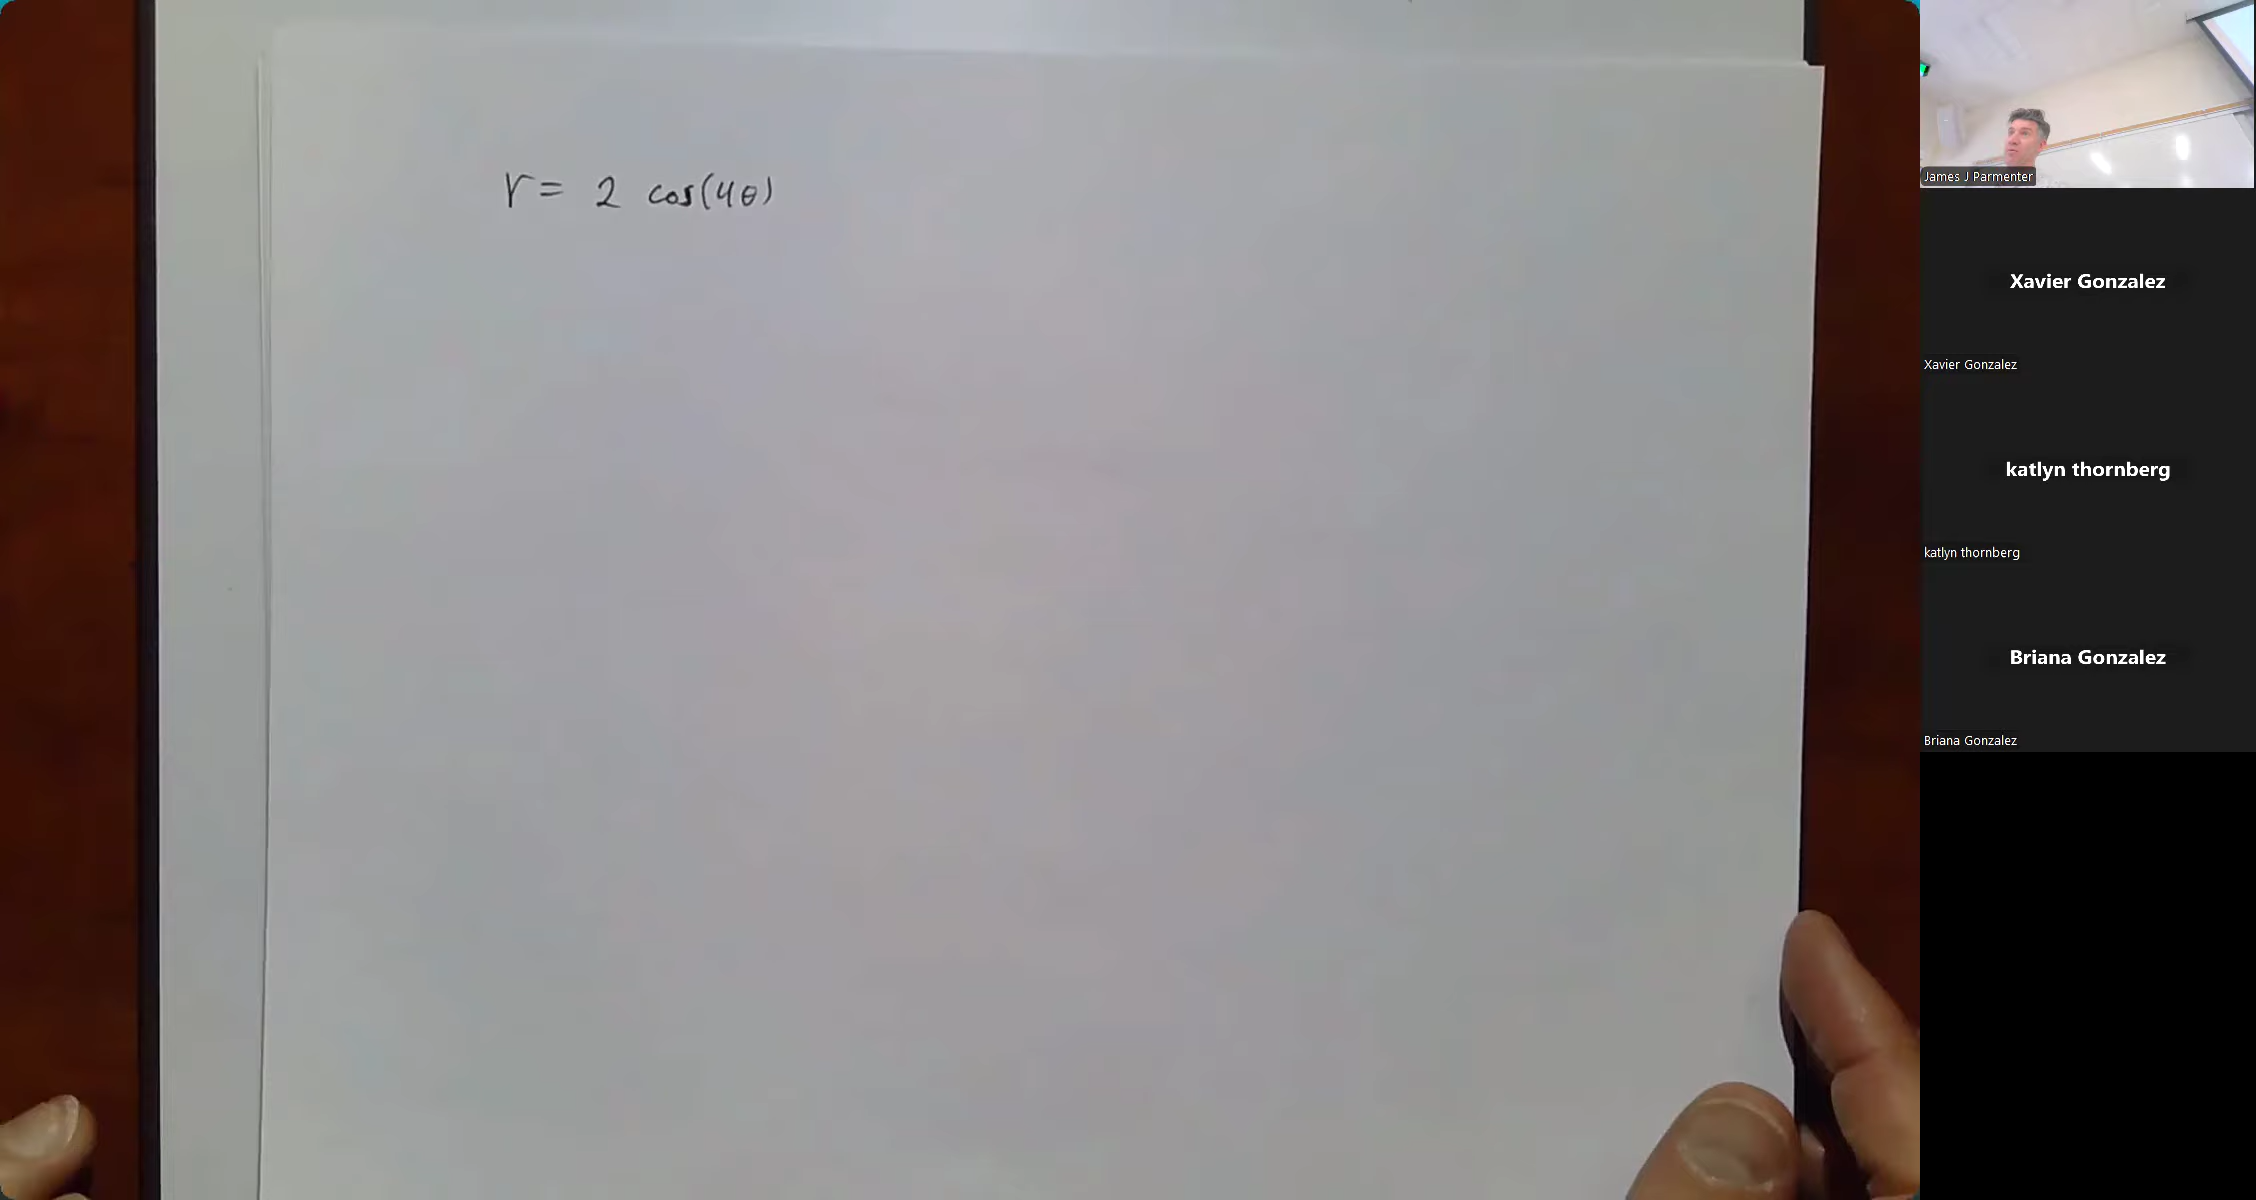 r = 2 cos(4θ)
James J Parmenter
Xavier Gonzalez
Xavier Gonzalez
katlyn thornberg
katlyn thornberg
Briana Gonzalez
Briana Gonzalez